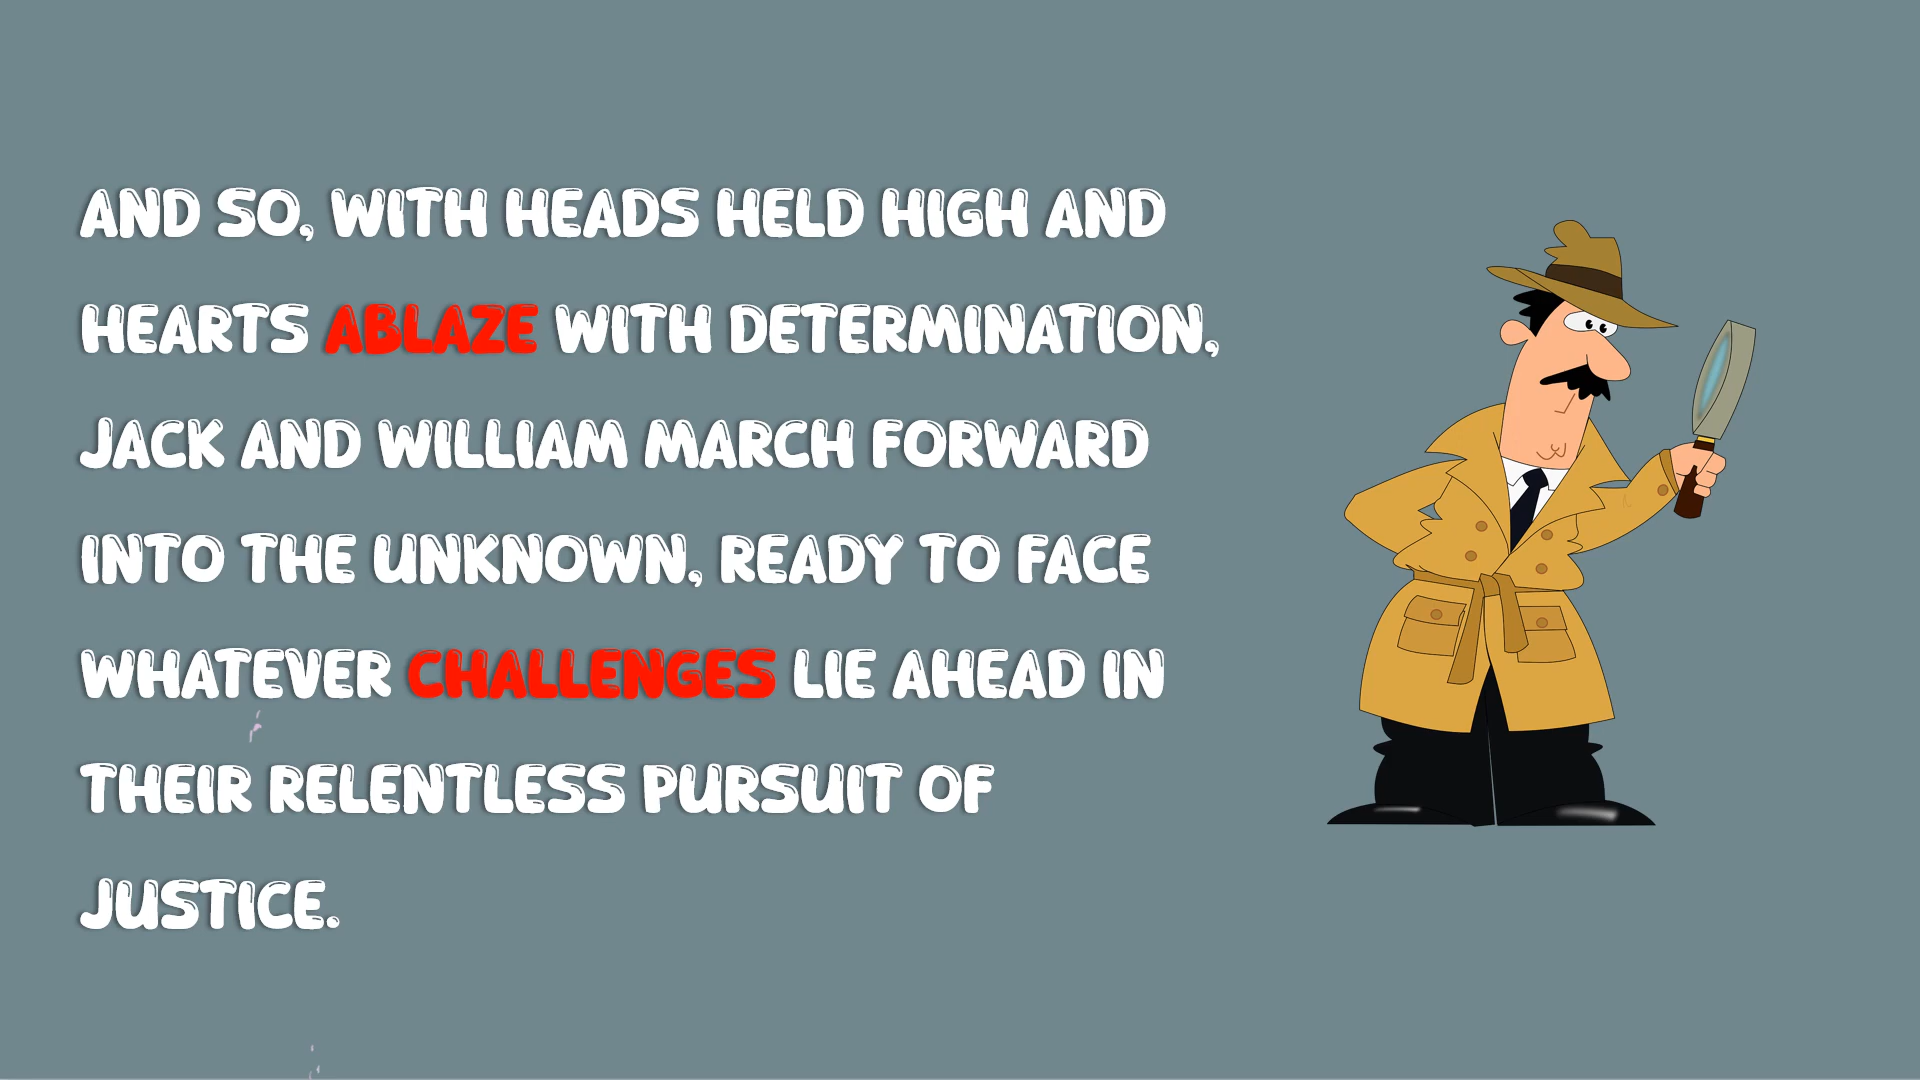 AND SO, WITH HEADS HELD HIGH AND
HEARTS ABLAZE WITH DETERMINATION,
JACK AND WILLIAM MARCH FORWARD
INTO THE UNKNOWN, READY TO FACE
WHATEVER CHALLENGES LIE AHEAD IN
THEIR RELENTLESS PURSUIT OF
JUSTICE.